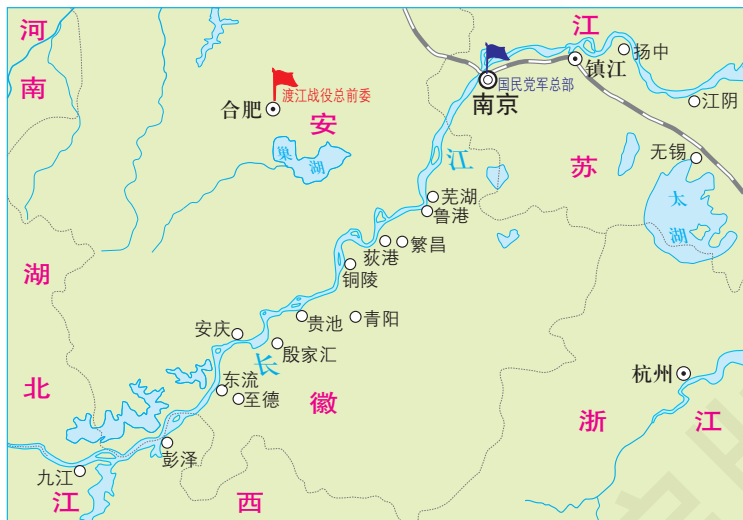 河南
江苏
安徽
湖北
浙江
江西
扬中
镇江
国民党军总部
南京
江阴
渡江战役总前委
合肥
巢湖
无锡
太湖
长江
芜湖
鲁港
荻港
繁昌
铜陵
贵池
青阳
安庆
殷家汇
东流
至德
杭州
彭泽
九江